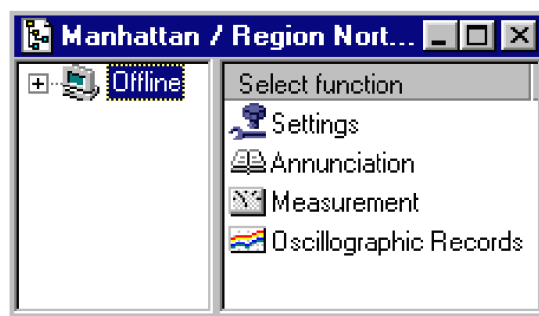 Manhattan / Region Nort...
Offline
Select function
Settings
Annunciation
Measurement
Oscillographic Records